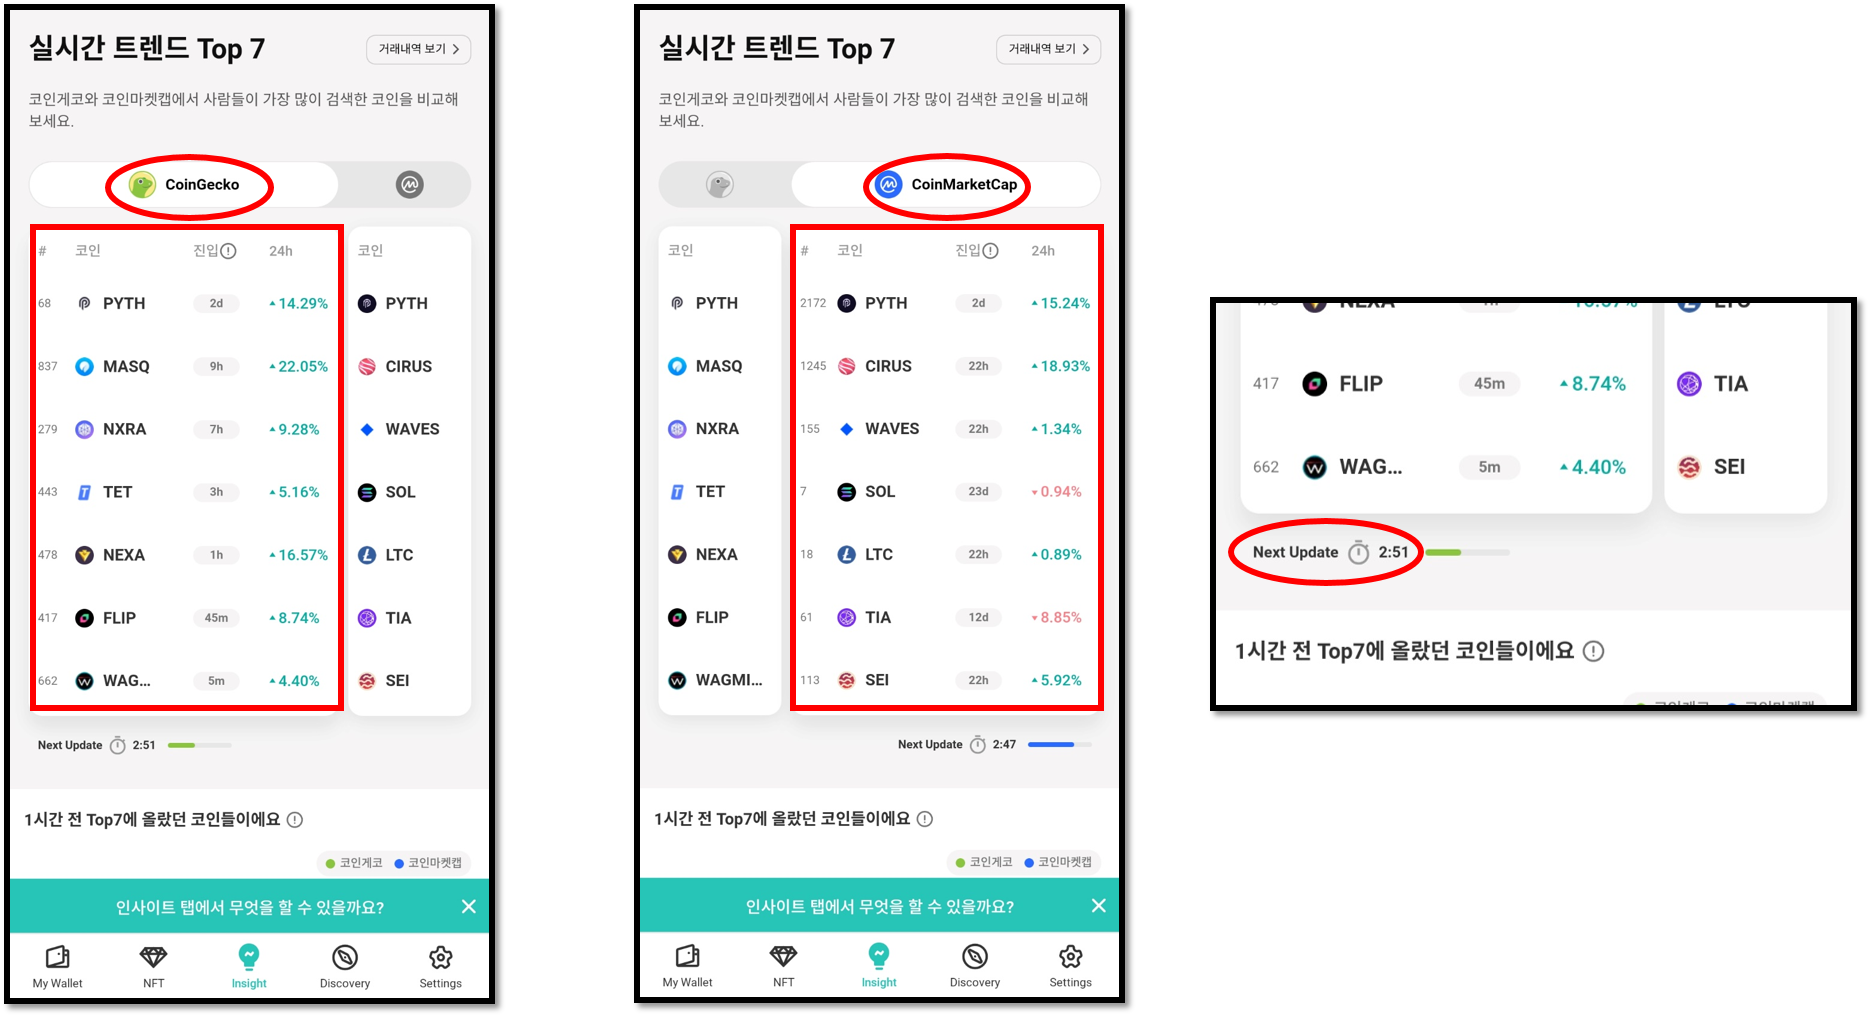 실시간 트렌드 Top 7
거래내역 보기
코인게코와 코인마켓캡에서 사람들이 가장 많이 검색한 코인을 비교해
보세요.
CoinGecko
# 코인 진입 24h 코인
68 PYTH 2d 14.29% PYTH
837 MASQ 9h 22.05% CIRUS
279 NXRA 7h 9.28% WAVES
443 TET 3h 5.16% SOL
478 NEXA 1h 16.57% LTC
417 FLIP 45m 8.74% TIA
662 WAG... 5m 4.40% SEI
Next Update 2:51
1시간 전 Top7에 올랐던 코인들이에요
코인게코 코인마켓캡
인사이트 탭에서 무엇을 할 수 있을까요?
My Wallet NFT Insight Discovery Settings
실시간 트렌드 Top 7
거래내역 보기
코인게코와 코인마켓캡에서 사람들이 가장 많이 검색한 코인을 비교해
보세요.
CoinMarketCap
코인 # 코인 진입 24h
PYTH 2172 PYTH 2d 15.24%
MASQ 1245 CIRUS 22h 18.93%
NXRA 155 WAVES 22h 1.34%
TET 7 SOL 23d 0.94%
NEXA 18 LTC 22h 0.89%
FLIP 61 TIA 12d 8.85%
WAGMI... 113 SEI 22h 5.92%
Next Update 2:47
1시간 전 Top7에 올랐던 코인들이에요
코인게코 코인마켓캡
인사이트 탭에서 무엇을 할 수 있을까요?
My Wallet NFT Insight Discovery Settings
NEXA LTC
417 FLIP 45m 8.74% TIA
662 WAG... 5m 4.40% SEI
Next Update 2:51
1시간 전 Top7에 올랐던 코인들이에요